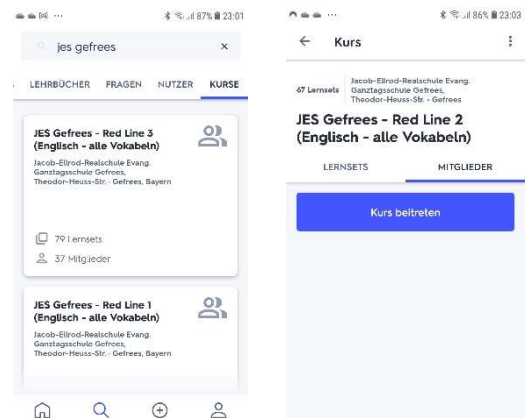 87% 23:01
jes gefrees ×
LEHRBÜCHER FRAGEN NUTZER KURSE
JES Gefrees - Red Line 3
(Englisch - alle Vokabeln)
Jacob-Ellrod-Realschule Evang.
Ganztagsschule Gefrees,
Theodor-Heuss-Str. · Gefrees, Bayern
79 Lernsets
37 Mitglieder
JES Gefrees - Red Line 1
(Englisch - alle Vokabeln)
Jacob-Ellrod-Realschule Evang.
Ganztagsschule Gefrees,
Theodor-Heuss-Str. · Gefrees, Bayern
86% 23:03
Kurs
67 Lernsets
Jacob-Ellrod-Realschule Evang.
Ganztagsschule Gefrees,
Theodor-Heuss-Str. · Gefrees
JES Gefrees - Red Line 2
(Englisch - alle Vokabeln)
LERNSETS MITGLIEDER
Kurs beitreten